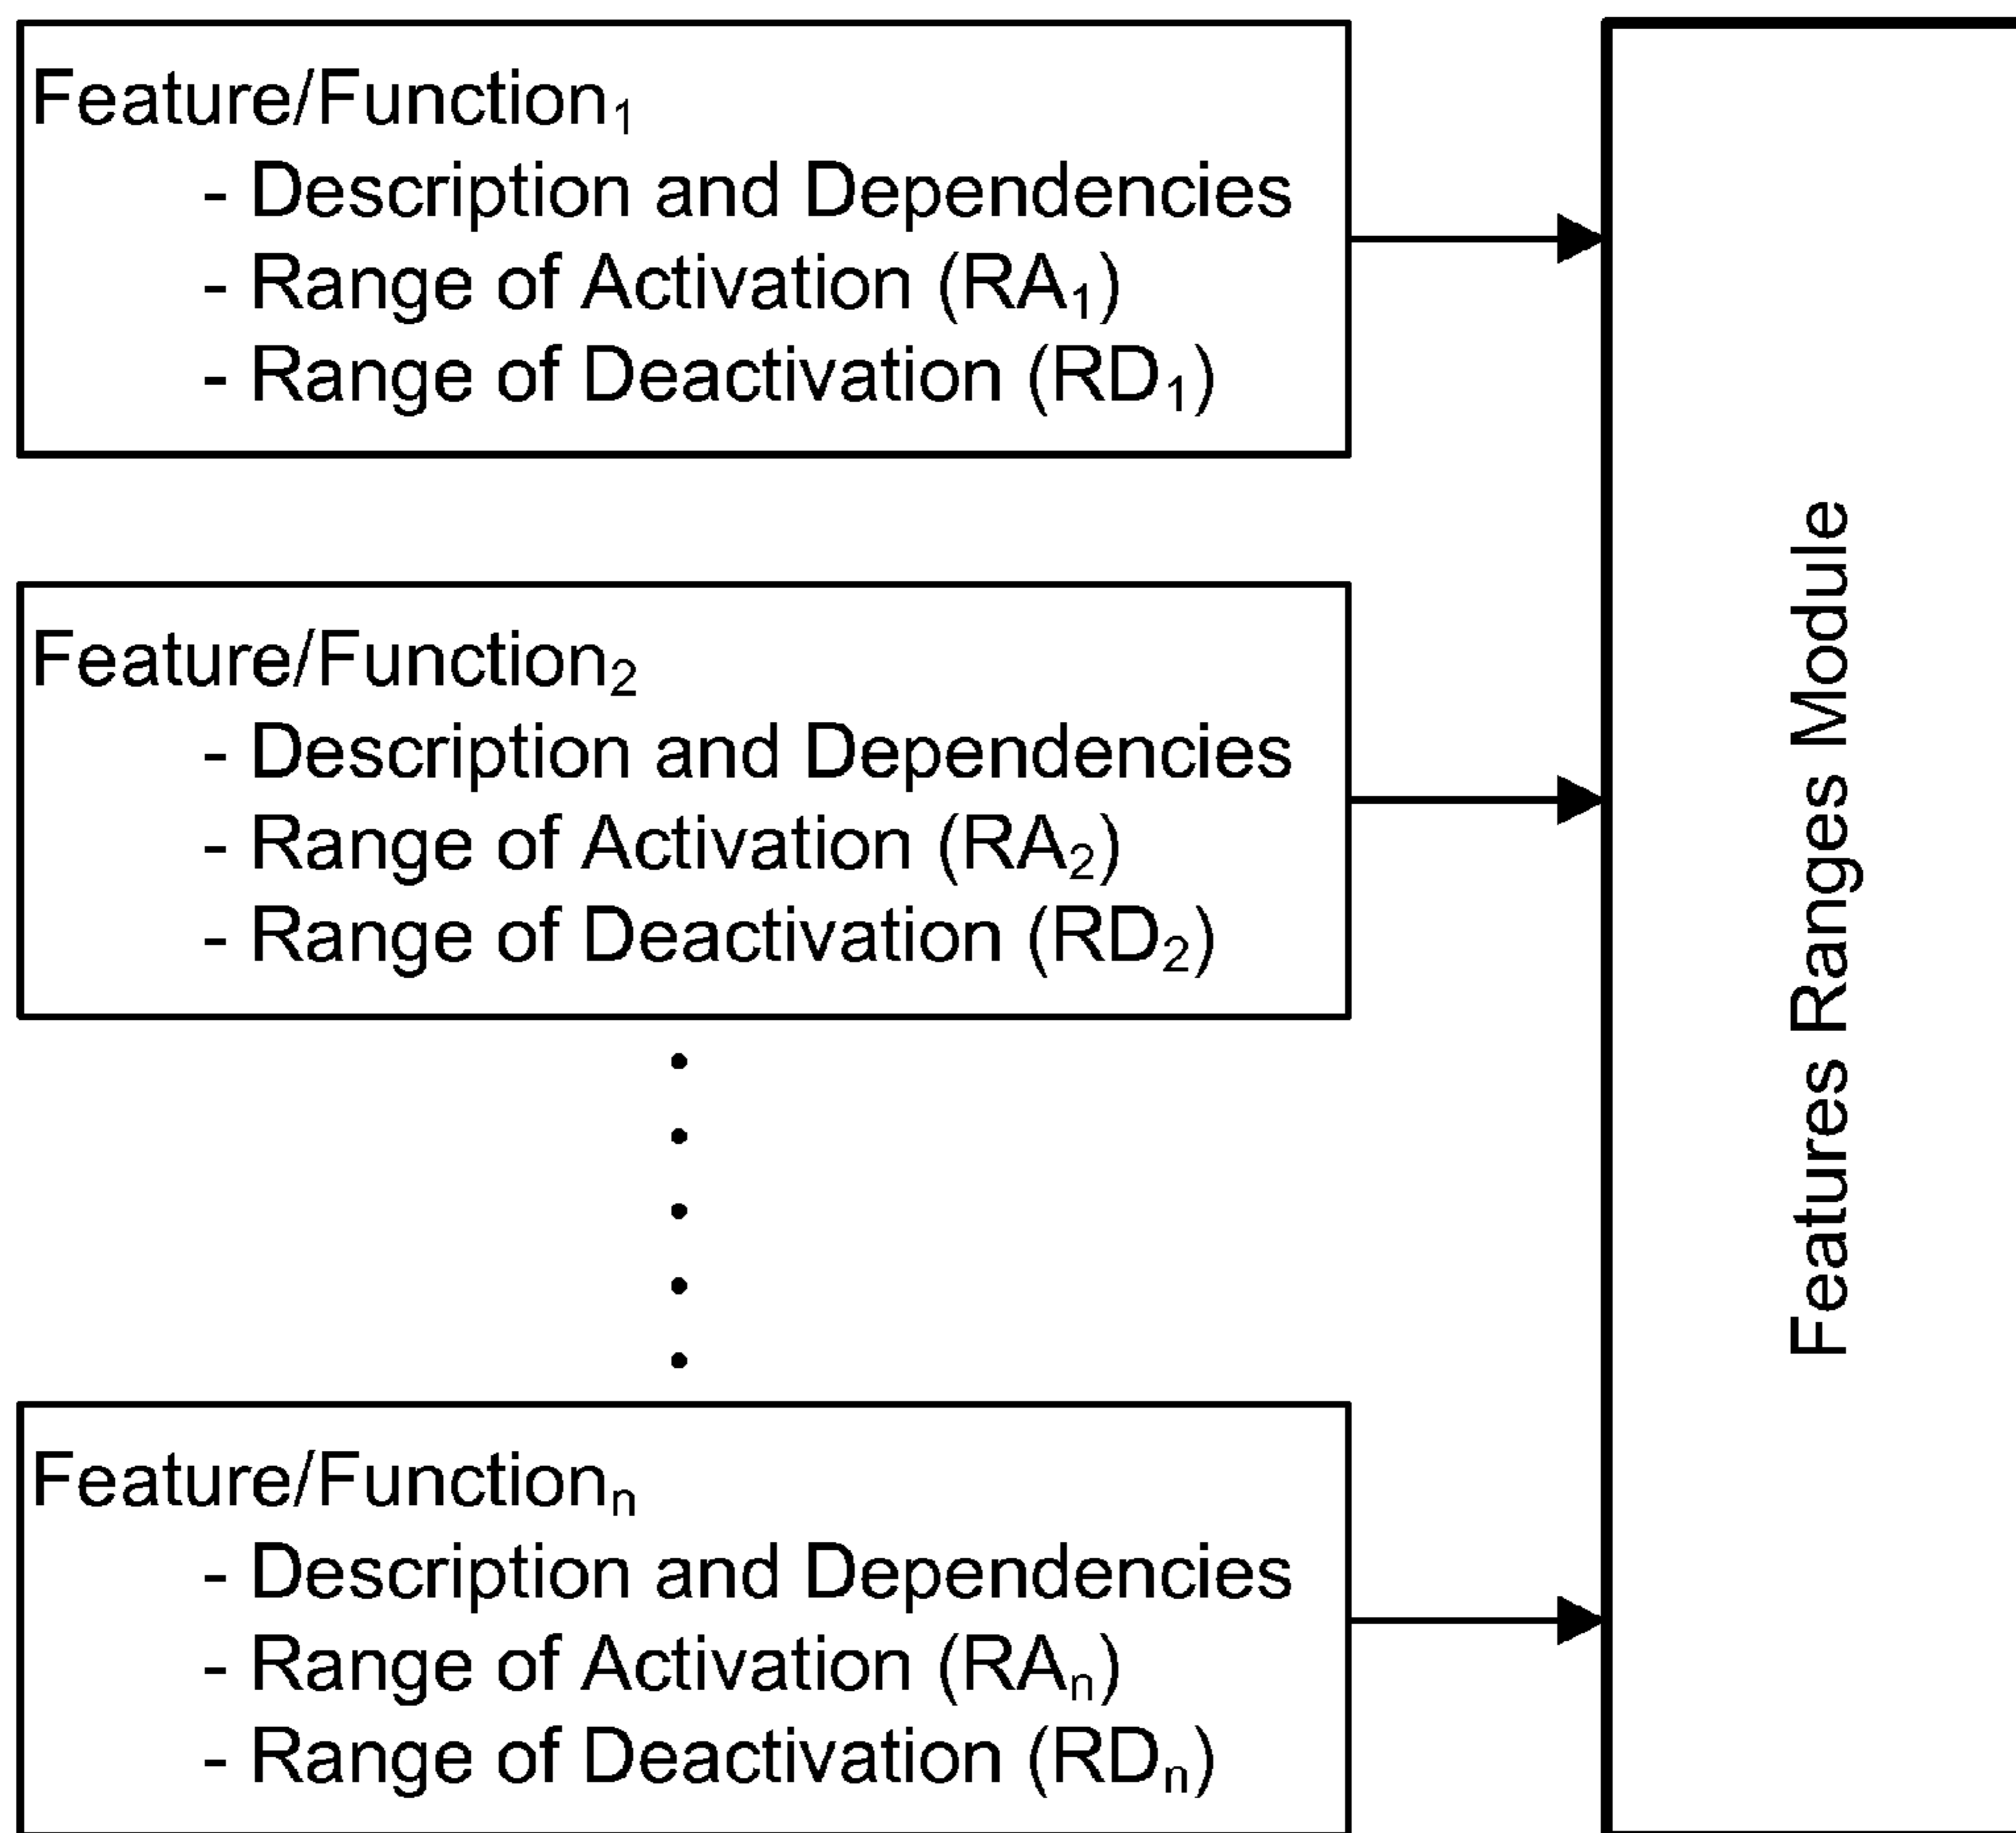 Feature/Function₁
- Description and Dependencies
- Range of Activation (RA₁)
- Range of Deactivation (RD₁)
Feature/Function₂
- Description and Dependencies
- Range of Activation (RA₂)
- Range of Deactivation (RD₂)
Feature/Functionₙ
- Description and Dependencies
- Range of Activation (RAₙ)
- Range of Deactivation (RDₙ)
Features Ranges Module